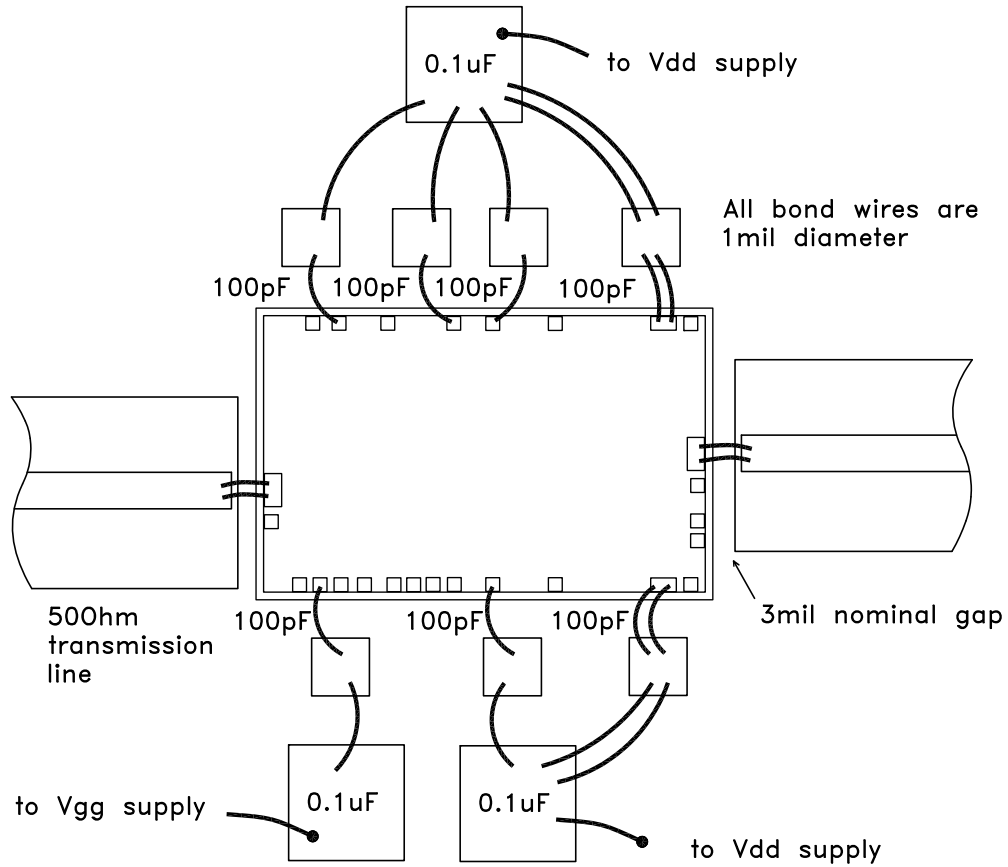 0.1uF
to Vdd supply
All bond wires are
1mil diameter
100pF
100pF
100pF
100pF
500hm
transmission
line
100pF
100pF
100pF
3mil nominal gap
to Vgg supply
0.1uF
0.1uF
to Vdd supply